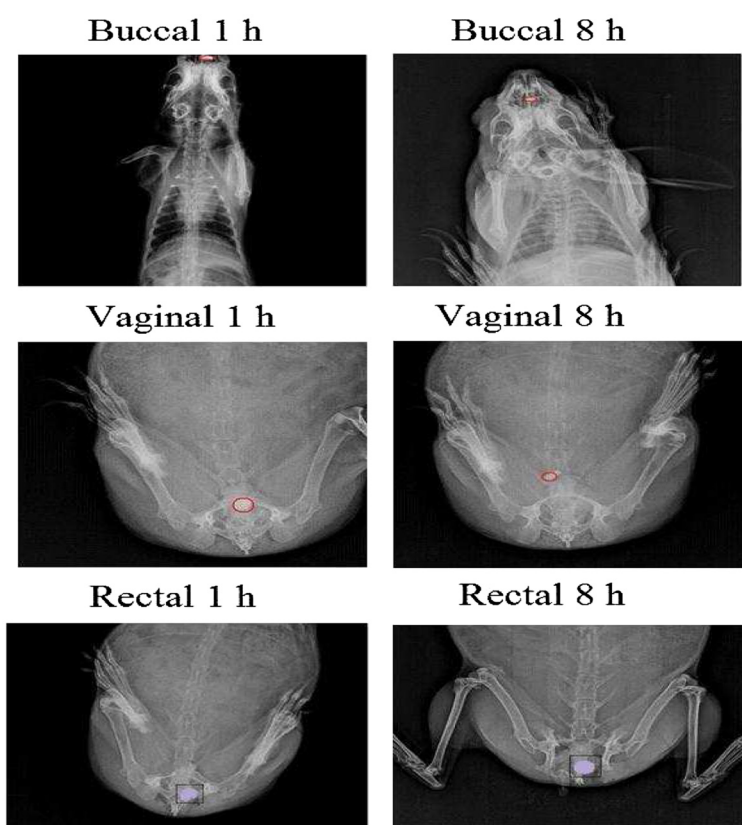 Buccal 1 h
Buccal 8 h
Vaginal 1 h
Vaginal 8 h
Rectal 1 h
Rectal 8 h